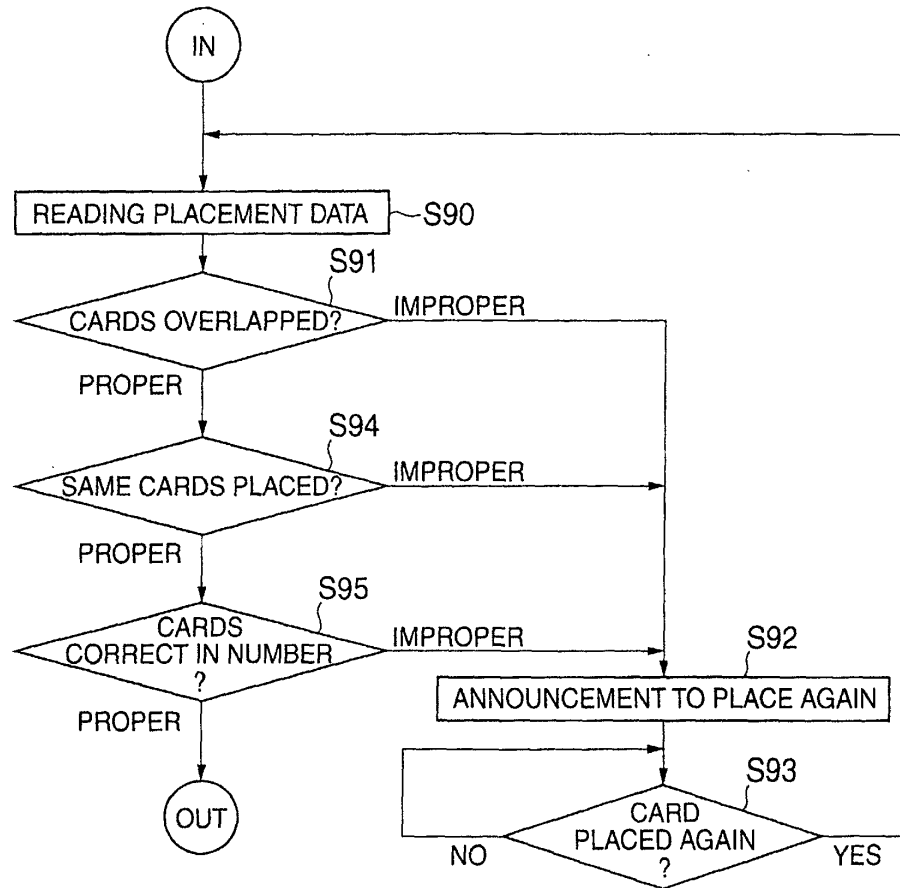 IN
READING PLACEMENT DATA
S90
S91
CARDS OVERLAPPED?
IMPROPER
PROPER
S94
SAME CARDS PLACED?
IMPROPER
PROPER
S95
CARDS
CORRECT IN NUMBER
?
IMPROPER
PROPER
S92
ANNOUNCEMENT TO PLACE AGAIN
OUT
S93
CARD
PLACED AGAIN
?
NO
YES